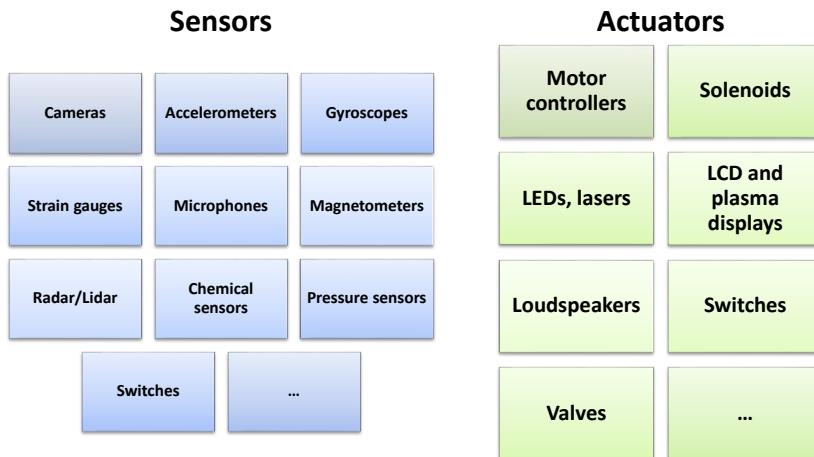 Sensors
Cameras
Accelerometers
Gyroscopes
Strain gauges
Microphones
Magnetometers
Radar/Lidar
Chemical
sensors
Pressure sensors
Switches
...
Actuators
Motor
controllers
Solenoids
LEDs, lasers
LCD and
plasma
displays
Loudspeakers
Switches
Valves
...